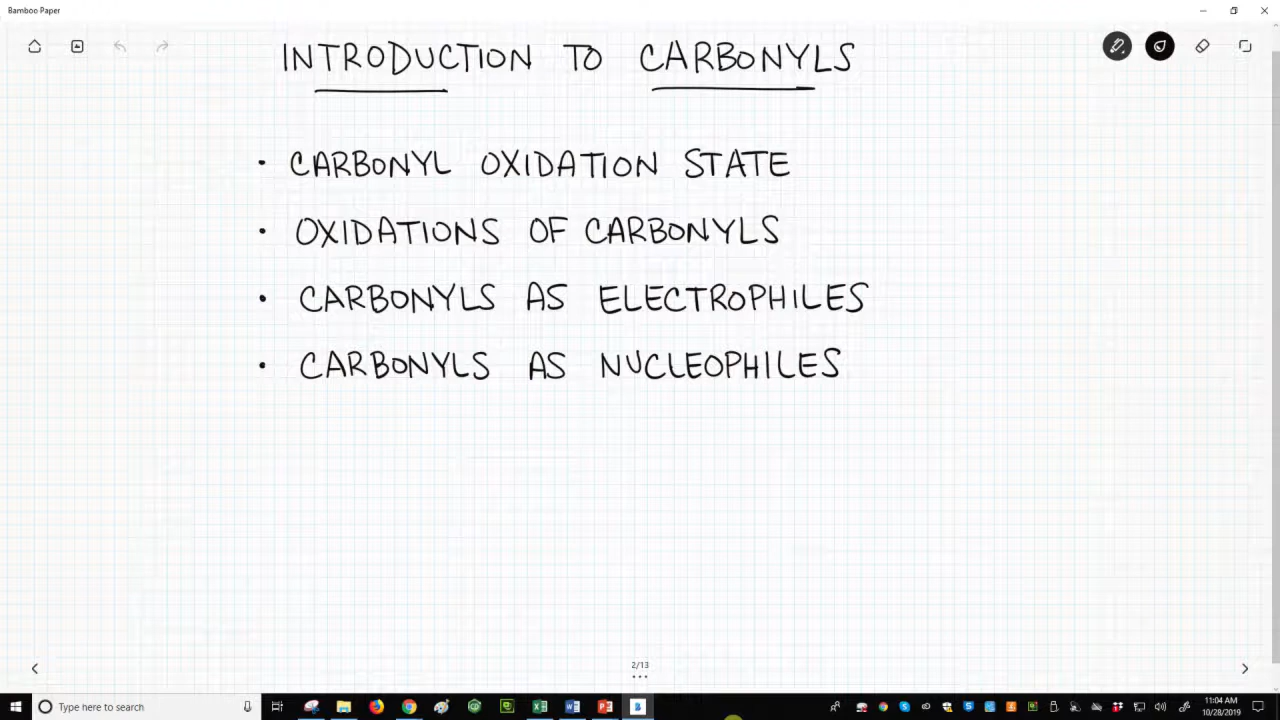 Bamboo Paper
INTRODUCTION TO CARBONYLS
• CARBONYL OXIDATION STATE
• OXIDATIONS OF CARBONYLS
• CARBONYLS AS ELECTROPHILES
• CARBONYLS AS NUCLEOPHILES
2/13
Type here to search
11:04 AM
10/28/2019